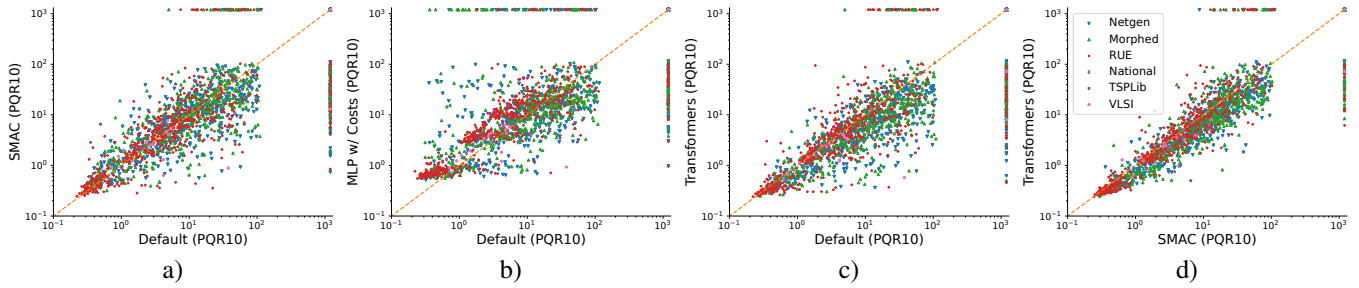 SMAC (PQR10)
10³
10²
10¹
10⁰
10⁻¹
10⁻¹ 10⁰ 10¹ 10² 10³
Default (PQR10)
a)
MLP w/ Costs (PQR10)
10³
10²
10¹
10⁰
10⁻¹
10⁻¹ 10⁰ 10¹ 10² 10³
Default (PQR10)
b)
Transformers (PQR10)
10³
10²
10¹
10⁰
10⁻¹
10⁻¹ 10⁰ 10¹ 10² 10³
Default (PQR10)
c)
Transformers (PQR10)
10³
10²
10¹
10⁰
10⁻¹
Netgen
Morphed
RUE
National
TSPLib
VLSI
10⁻¹ 10⁰ 10¹ 10² 10³
SMAC (PQR10)
d)